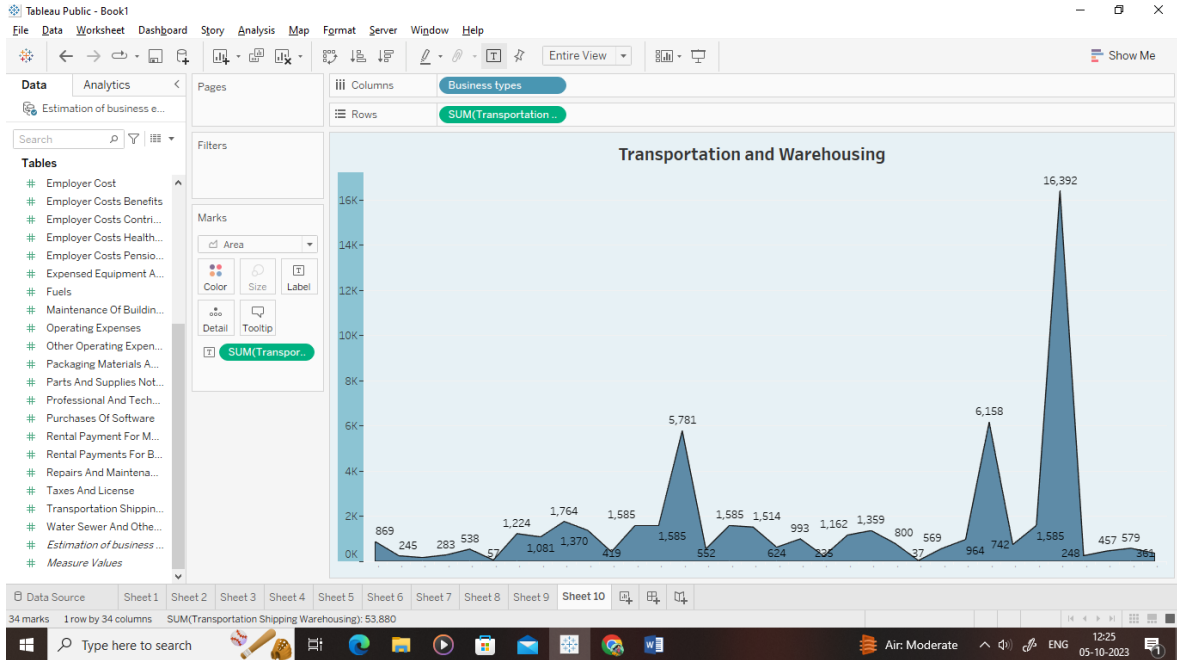 Tableau Public - Book1
File Data Worksheet Dashboard Story Analysis Map Format Server Window Help
Entire View
Show Me
Data Analytics
Estimation of business e...
Search
Tables
Employer Cost
Employer Costs Benefits
Employer Costs Contri...
Employer Costs Health...
Employer Costs Pensio...
Expensed Equipment A...
Fuels
Maintenance Of Buildin...
Operating Expenses
Other Operating Expen...
Packaging Materials A...
Parts And Supplies Not...
Professional And Tech...
Purchases Of Software
Rental Payment For M...
Rental Payments For B...
Repairs And Maintena...
Taxes And License
Transportation Shippin...
Water Sewer And Othe...
Estimation of business ...
Measure Values
Pages
Filters
Marks
Area
Color Size Label
Detail Tooltip
SUM(Transpor..
Columns Business types
Rows SUM(Transportation ..
Transportation and Warehousing
16K
14K
12K
10K
8K
6K
4K
2K
0K
869
245
283
538
57
1,224
1,081
1,764
1,370
419
1,585
1,585
5,781
552
1,585
1,514
624
993
235
1,162
1,359
800
37
569
964
6,158
742
1,585
16,392
248
457
579
361
Data Source Sheet 1 Sheet 2 Sheet 3 Sheet 4 Sheet 5 Sheet 6 Sheet 7 Sheet 8 Sheet 9 Sheet 10
34 marks 1 row by 34 columns SUM(Transportation Shipping Warehousing): 53,880
Type here to search
Air: Moderate
ENG
12:25
05-10-2023
1